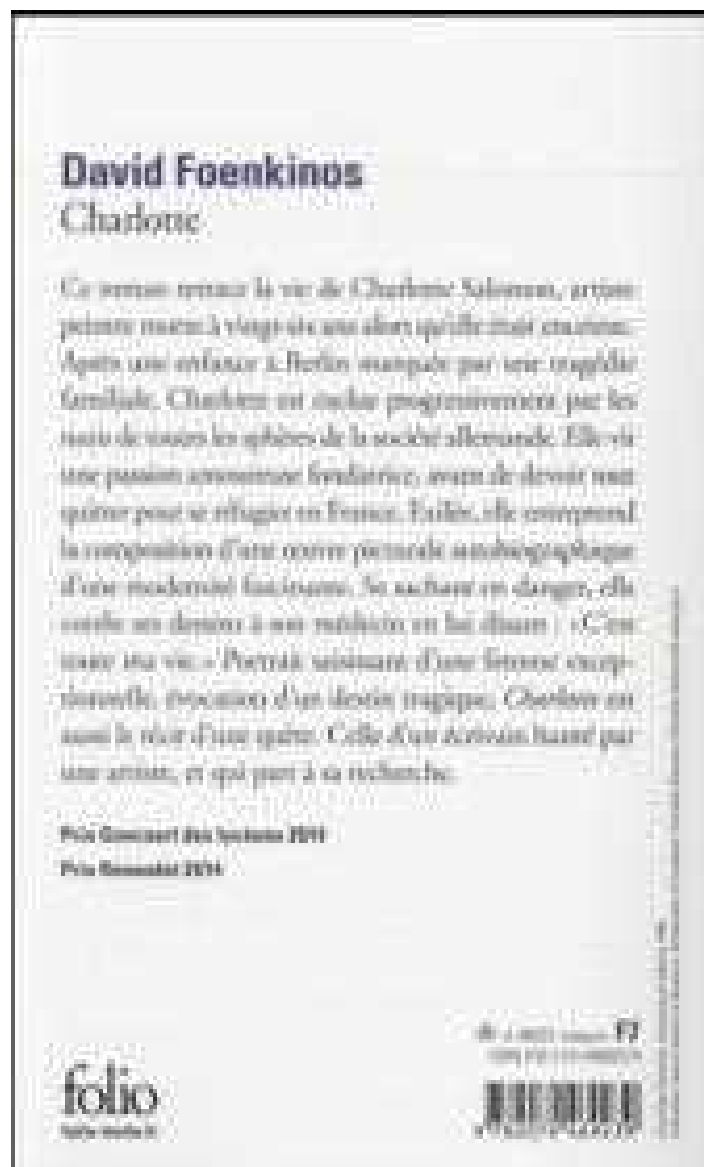 David Foenkinos
Charlotte
Ce roman retrace la vie de Charlotte Salomon, artiste
peintre morte à vingt-six ans alors qu'elle était enceinte.
Après une enfance à Berlin marquée par une tragédie
familiale, Charlotte est exclue progressivement par les
nazis de toutes les sphères de la société allemande. Elle vit
une passion amoureuse fondatrice, avant de devoir tout
quitter pour se réfugier en France. Exilée, elle entreprend
la composition d'une œuvre picturale autobiographique
d'une modernité fascinante. Se sachant en danger, elle
confie ses dessins à son médecin en lui disant : « C'est
toute ma vie. » Portrait saisissant d'une femme excep-
tionnelle, évocation d'un destin tragique, Charlotte est
aussi le récit d'une quête. Celle d'un écrivain hanté par
une artiste, et qui part à sa recherche.
Prix Goncourt des lycéens 2014
Prix Renaudot 2014
F7
folio